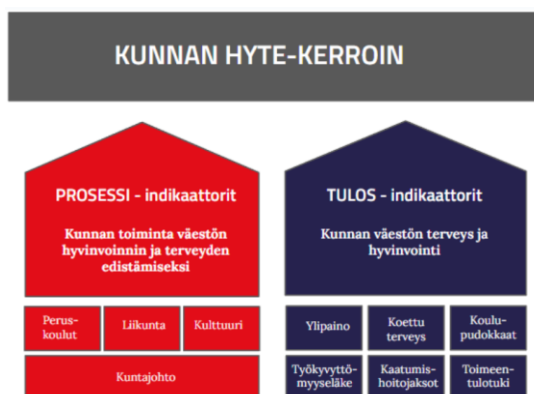 KUNNAN HYTE-KERROIN
PROSESSI - indikaattorit
Kunnan toiminta väestön
hyvinvoinnin ja terveyden
edistämiseksi
TULOS - indikaattorit
Kunnan väestön terveys ja
hyvinvointi
Perus-
koulut
Liikunta
Kulttuuri
Kuntajohto
Ylipaino
Koettu
terveys
Koulu-
pudokkaat
Työkyvyttö-
myyseläke
Kaatumis-
hoitojaksot
Toimeen-
tulotuki